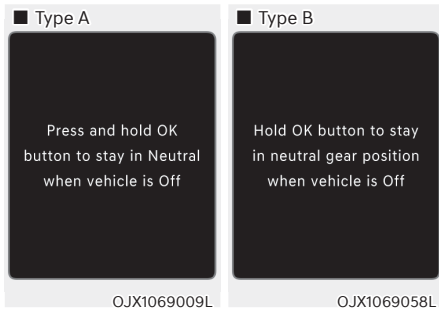 ■ Type A
Press and hold OK
button to stay in Neutral
when vehicle is Off
OJX1069009L
■ Type B
Hold OK button to stay
in neutral gear position
when vehicle is Off
OJX1069058L